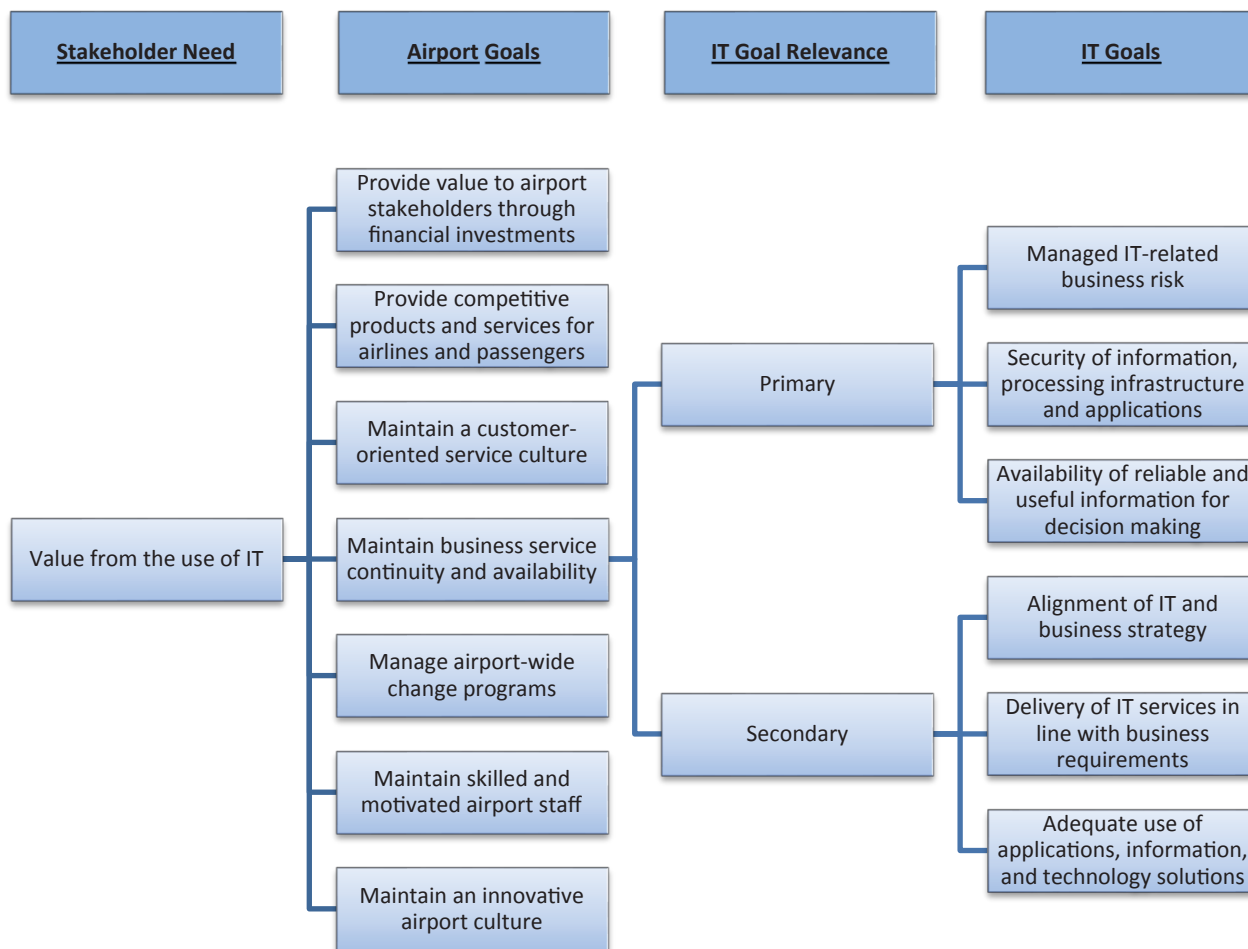 Stakeholder Need
Airport Goals
IT Goal Relevance
IT Goals
Value from the use of IT
Provide value to airport
stakeholders through
financial investments
Provide competitive
products and services for
airlines and passengers
Maintain a customer-
oriented service culture
Maintain business service
continuity and availability
Manage airport-wide
change programs
Maintain skilled and
motivated airport staff
Maintain an innovative
airport culture
Primary
Secondary
Managed IT-related
business risk
Security of information,
processing infrastructure
and applications
Availability of reliable and
useful information for
decision making
Alignment of IT and
business strategy
Delivery of IT services in
line with business
requirements
Adequate use of
applications, information,
and technology solutions